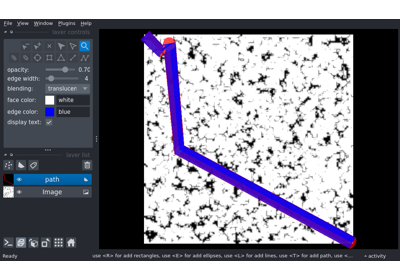 File View Window Plugins Help
layer controls
opacity: 0.70
edge width: 4
blending: translucen
face color: white
edge color: blue
display text:
layer list
path
Image
Ready
use <R> for add rectangles, use <E> for add ellipses, use <L> for add lines, use <T> for add path, use <...
activity